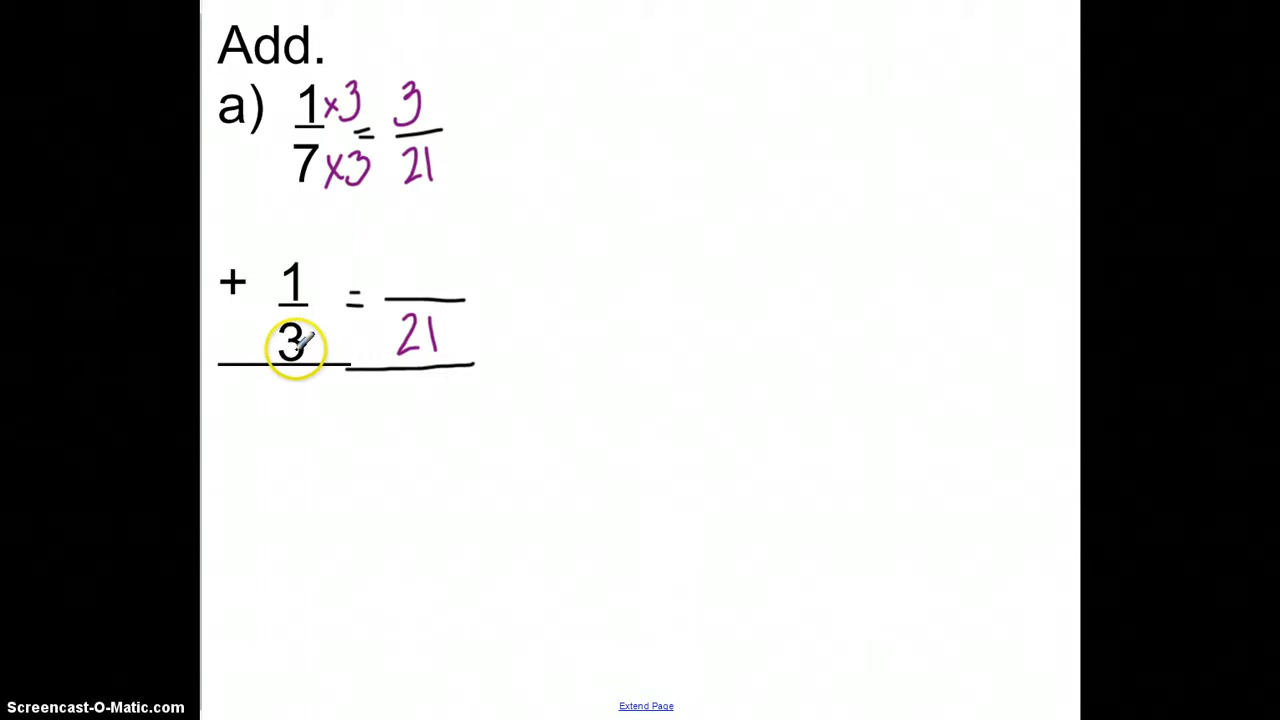 Add.
a) 1 ×3 3
=
7 ×3 21
+ 1
=
3 21
Extend Page
Screencast-O-Matic.com